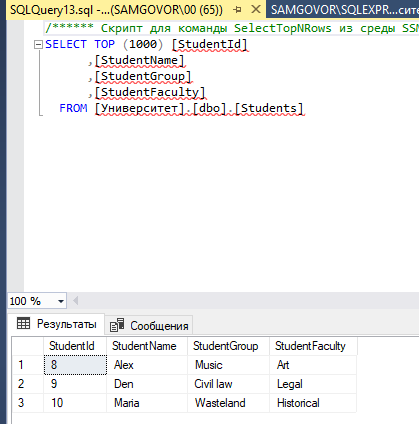 SQLQuery13.sql -...(SAMGOVOR\00 (65))
SAMGOVOR\SQLEXPR...сите
/****** Скрипт для команды SelectTopNRows из среды SSM
SELECT TOP (1000) [StudentId]
,[StudentName]
,[StudentGroup]
,[StudentFaculty]
FROM [Университет].[dbo].[Students]
100 %
Результаты Сообщения
StudentId StudentName StudentGroup StudentFaculty
1 8 Alex Music Art
2 9 Den Civil law Legal
3 10 Maria Wasteland Historical